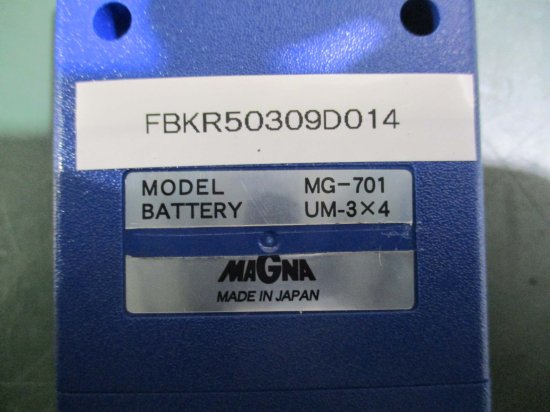 FBKR50309D014
MODEL MG-701
BATTERY UM-3×4
MAGNA
MADE IN JAPAN